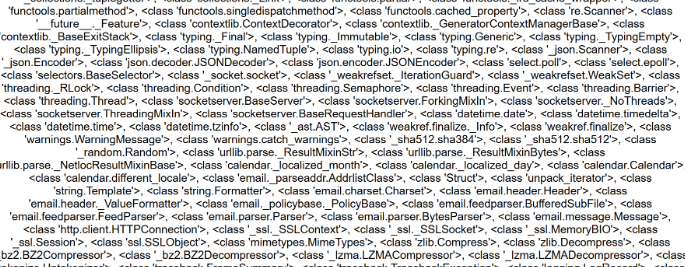 'functools.partialmethod'>, <class 'functools.singledispatchmethod'>, <class 'functools.cached_property'>, <class 're.Scanner'>, <class
'__future__._Feature'>, <class 'contextlib.ContextDecorator'>, <class 'contextlib._GeneratorContextManagerBase'>, <class
'contextlib._BaseExitStack'>, <class 'typing._Final'>, <class 'typing._Immutable'>, <class 'typing.Generic'>, <class 'typing._TypingEmpty'>,
<class 'typing._TypingEllipsis'>, <class 'typing.NamedTuple'>, <class 'typing.io'>, <class 'typing.re'>, <class '_json.Scanner'>, <class
'_json.Encoder'>, <class 'json.decoder.JSONDecoder'>, <class 'json.encoder.JSONEncoder'>, <class 'select.poll'>, <class 'select.epoll'>,
<class 'selectors.BaseSelector'>, <class '_socket.socket'>, <class '_weakrefset._IterationGuard'>, <class '_weakrefset.WeakSet'>, <class
'threading._RLock'>, <class 'threading.Condition'>, <class 'threading.Semaphore'>, <class 'threading.Event'>, <class 'threading.Barrier'>,
<class 'threading.Thread'>, <class 'socketserver.BaseServer'>, <class 'socketserver.ForkingMixIn'>, <class 'socketserver._NoThreads'>,
<class 'socketserver.ThreadingMixIn'>, <class 'socketserver.BaseRequestHandler'>, <class 'datetime.date'>, <class 'datetime.timedelta'>,
<class 'datetime.time'>, <class 'datetime.tzinfo'>, <class '_ast.AST'>, <class 'weakref.finalize._Info'>, <class 'weakref.finalize'>, <class
'warnings.WarningMessage'>, <class 'warnings.catch_warnings'>, <class '_sha512.sha384'>, <class '_sha512.sha512'>, <class
'_random.Random'>, <class 'urllib.parse._ResultMixinStr'>, <class 'urllib.parse._ResultMixinBytes'>, <class
'urllib.parse._NetlocResultMixinBase'>, <class 'calendar._localized_month'>, <class 'calendar._localized_day'>, <class 'calendar.Calendar'>,
<class 'calendar.different_locale'>, <class 'email._parseaddr.AddrlistClass'>, <class 'Struct'>, <class 'unpack_iterator'>, <class
'string.Template'>, <class 'string.Formatter'>, <class 'email.charset.Charset'>, <class 'email.header.Header'>, <class
'email.header._ValueFormatter'>, <class 'email._policybase._PolicyBase'>, <class 'email.feedparser.BufferedSubFile'>, <class
'email.feedparser.FeedParser'>, <class 'email.parser.Parser'>, <class 'email.parser.BytesParser'>, <class 'email.message.Message'>,
<class 'http.client.HTTPConnection'>, <class '_ssl._SSLContext'>, <class '_ssl._SSLSocket'>, <class '_ssl.MemoryBIO'>, <class
'_ssl.Session'>, <class 'ssl.SSLObject'>, <class 'mimetypes.MimeTypes'>, <class 'zlib.Compress'>, <class 'zlib.Decompress'>, <class
'_bz2.BZ2Compressor'>, <class '_bz2.BZ2Decompressor'>, <class '_lzma.LZMACompressor'>, <class '_lzma.LZMADecompressor'>, <class